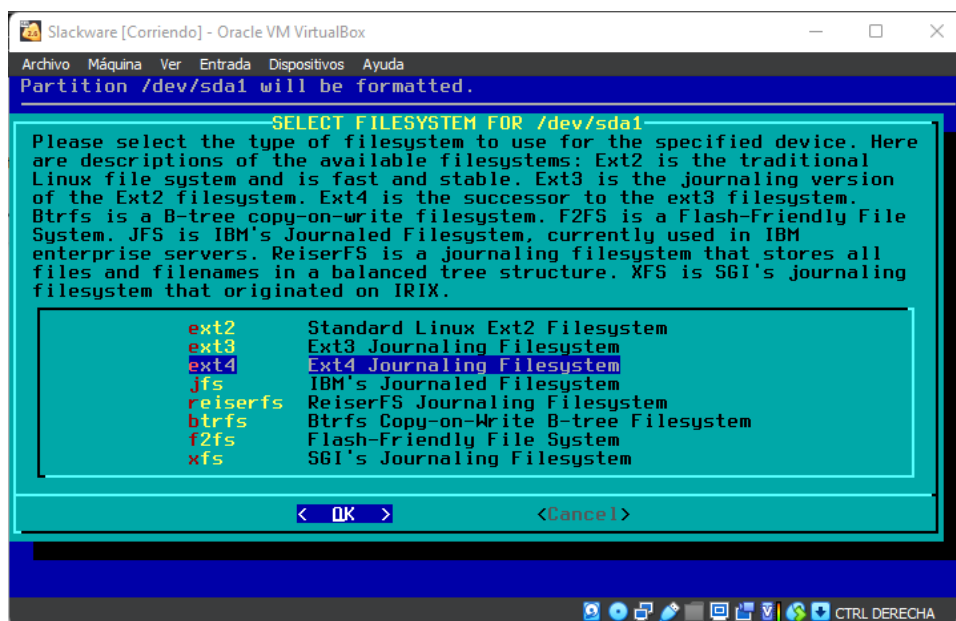 Slackware [Corriendo] - Oracle VM VirtualBox
Archivo Máquina Ver Entrada Dispositivos Ayuda
Partition /dev/sda1 will be formatted.
SELECT FILESYSTEM FOR /dev/sda1
Please select the type of filesystem to use for the specified device. Here
are descriptions of the available filesystems: Ext2 is the traditional
Linux file system and is fast and stable. Ext3 is the journaling version
of the Ext2 filesystem. Ext4 is the successor to the ext3 filesystem.
Btrfs is a B-tree copy-on-write filesystem. F2FS is a Flash-Friendly File
System. JFS is IBM's Journaled Filesystem, currently used in IBM
enterprise servers. ReiserFS is a journaling filesystem that stores all
files and filenames in a balanced tree structure. XFS is SGI's journaling
filesystem that originated on IRIX.
ext2 Standard Linux Ext2 Filesystem
ext3 Ext3 Journaling Filesystem
ext4 Ext4 Journaling Filesystem
jfs IBM's Journaled Filesystem
reiserfs ReiserFS Journaling Filesystem
btrfs Btrfs Copy-on-Write B-tree Filesystem
f2fs Flash-Friendly File System
xfs SGI's Journaling Filesystem
< OK > <Cancel>
CTRL DERECHA